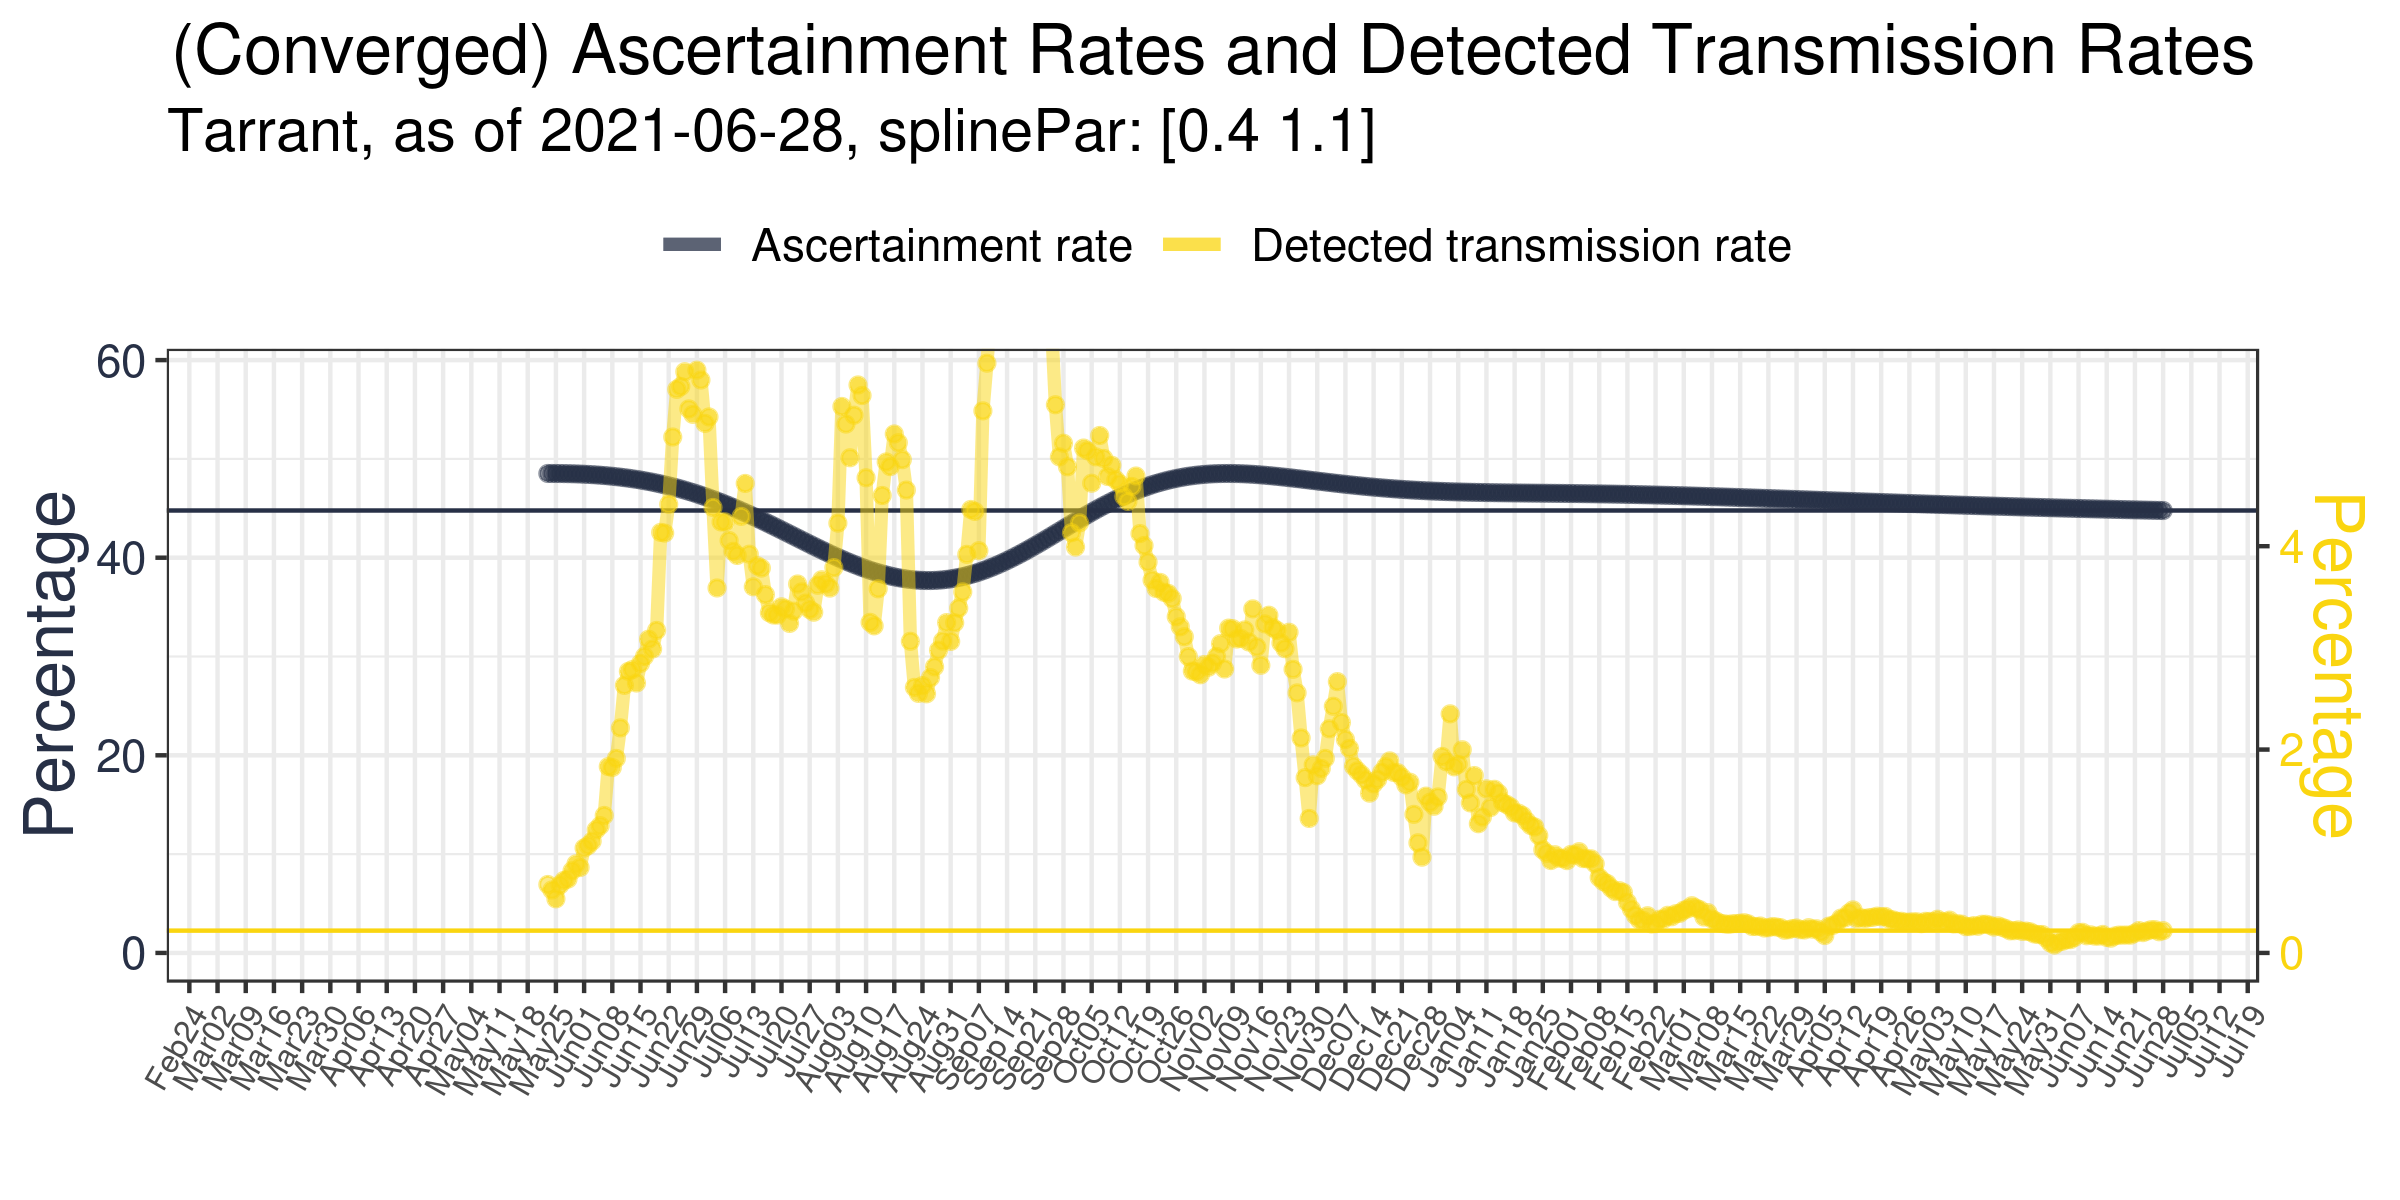 (Converged) Ascertainment Rates and Detected Transmission Rates
Tarrant, as of 2021-06-28, splinePar: [0.4 1.1]
Ascertainment rate Detected transmission rate
Percentage
60
40
20
0
4
2
0
Percentage
Feb24 Mar02 Mar09 Mar16 Mar23 Mar30 Apr06 Apr13 Apr20 Apr27 May04 May11 May18 May25 Jun01 Jun08 Jun15 Jun22 Jun29 Jul06 Jul13 Jul20 Jul27 Aug03 Aug10 Aug17 Aug24 Aug31 Sep07 Sep14 Sep21 Sep28 Oct05 Oct12 Oct19 Oct26 Nov02 Nov09 Nov16 Nov23 Nov30 Dec07 Dec14 Dec21 Dec28 Jan04 Jan11 Jan18 Jan25 Feb01 Feb08 Feb15 Feb22 Mar01 Mar08 Mar15 Mar22 Mar29 Apr05 Apr12 Apr19 Apr26 May03 May10 May17 May24 May31 Jun07 Jun14 Jun21 Jun28 Jul05 Jul12 Jul19